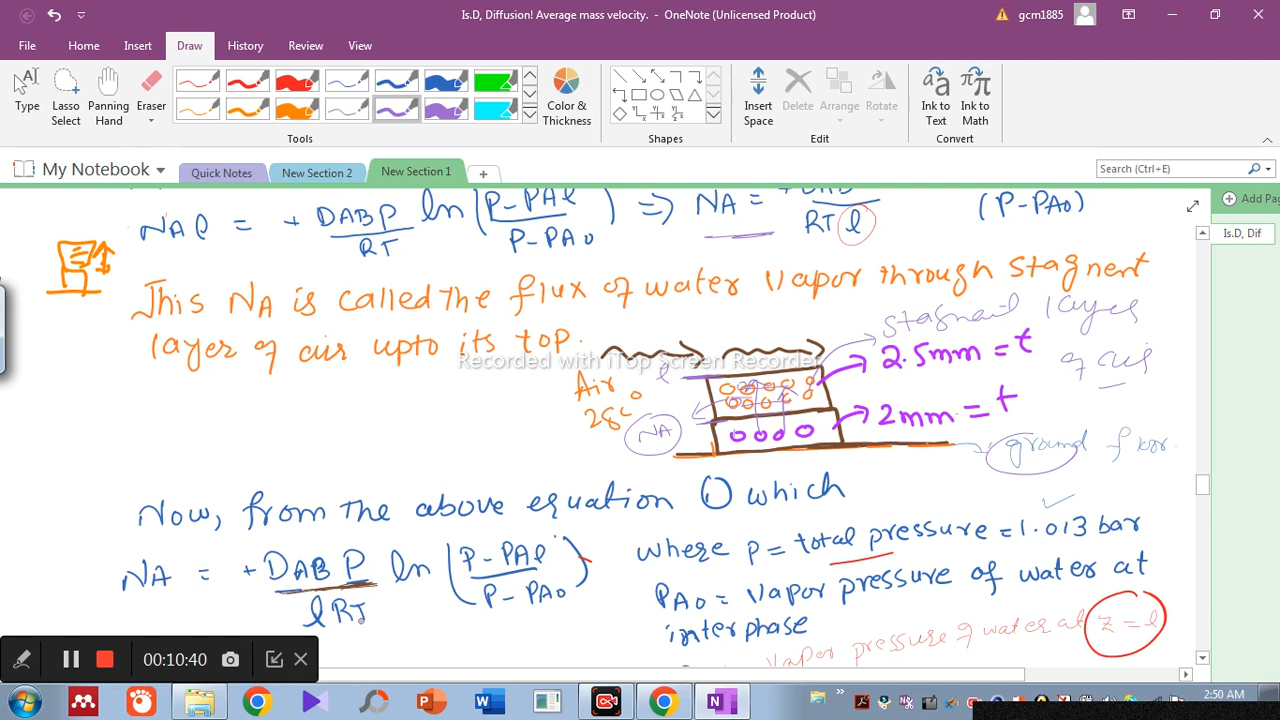 Is.D, Diffusion! Average mass velocity. - OneNote (Unlicensed Product)
gcm1885
File Home Insert Draw History Review View
Type
Lasso Select
Panning Hand
Eraser
Color & Thickness
Insert Space
Delete
Arrange
Rotate
Ink to Text
Ink to Math
Tools
Shapes
Edit
Convert
My Notebook
Quick Notes
New Section 2
New Section 1
Search (Ctrl+E)
Add Pag
Is.D, Dif
NAl = + DABP/RT ln (P-PAl/P-PA0) => NA = + DAB/RTl (P-PA0)
This NA is called the flux of water vapor through stagnent
layer of air upto its top.
stagnant layer
of air
Recorded with iTop Screen Recorder
2.5mm = t
Air
28°C
l
NA
2mm = t
ground floor.
Now, from the above equation ① which
NA = + DAB P/lRT ln (P-PAl/P-PA0)
where p = total pressure = 1.013 bar
PA0 = vapor pressure of water at
interphase
vapor pressure of water at z = l
00:10:40
2:50 AM